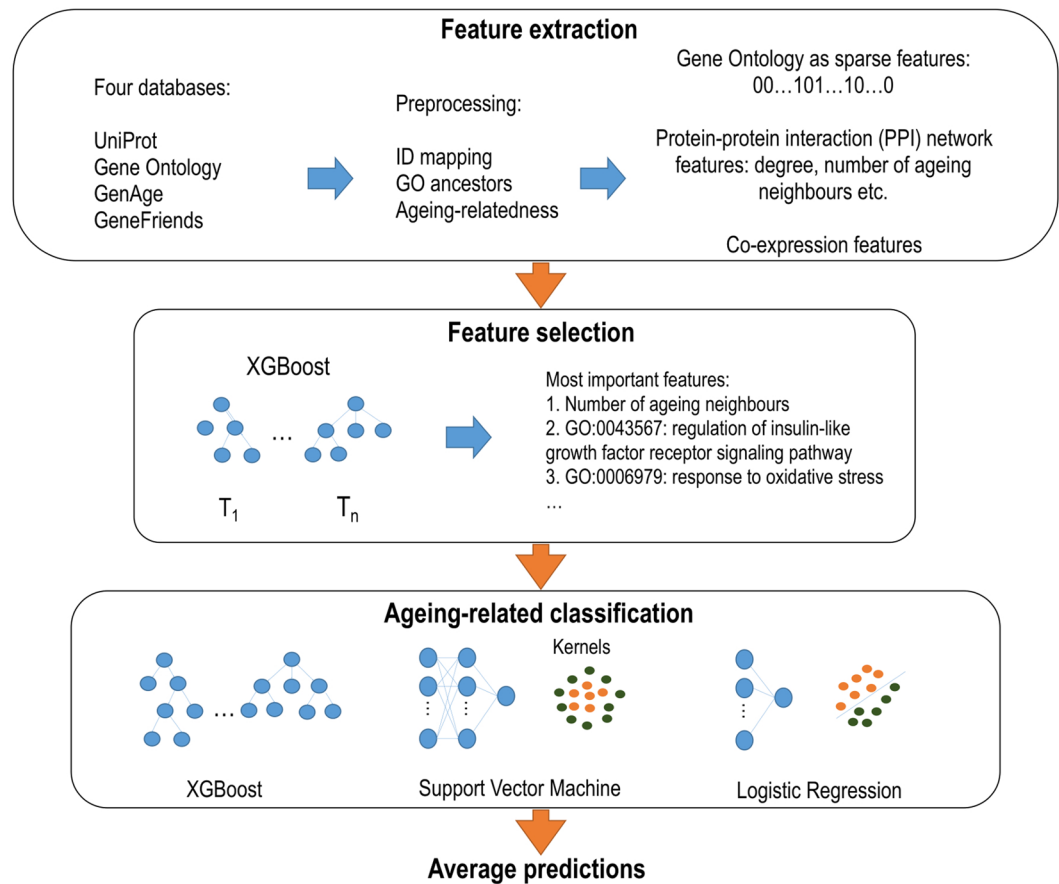 Feature extraction
Four databases:
UniProt
Gene Ontology
GenAge
GeneFriends
Preprocessing:
ID mapping
GO ancestors
Ageing-relatedness
Gene Ontology as sparse features:
00…101…10…0
Protein-protein interaction (PPI) network
features: degree, number of ageing
neighbours etc.
Co-expression features
Feature selection
XGBoost
...
T1
Tn
Most important features:
1. Number of ageing neighbours
2. GO:0043567: regulation of insulin-like
growth factor receptor signaling pathway
3. GO:0006979: response to oxidative stress
…
Ageing-related classification
...
XGBoost
Kernels
Support Vector Machine
Logistic Regression
Average predictions